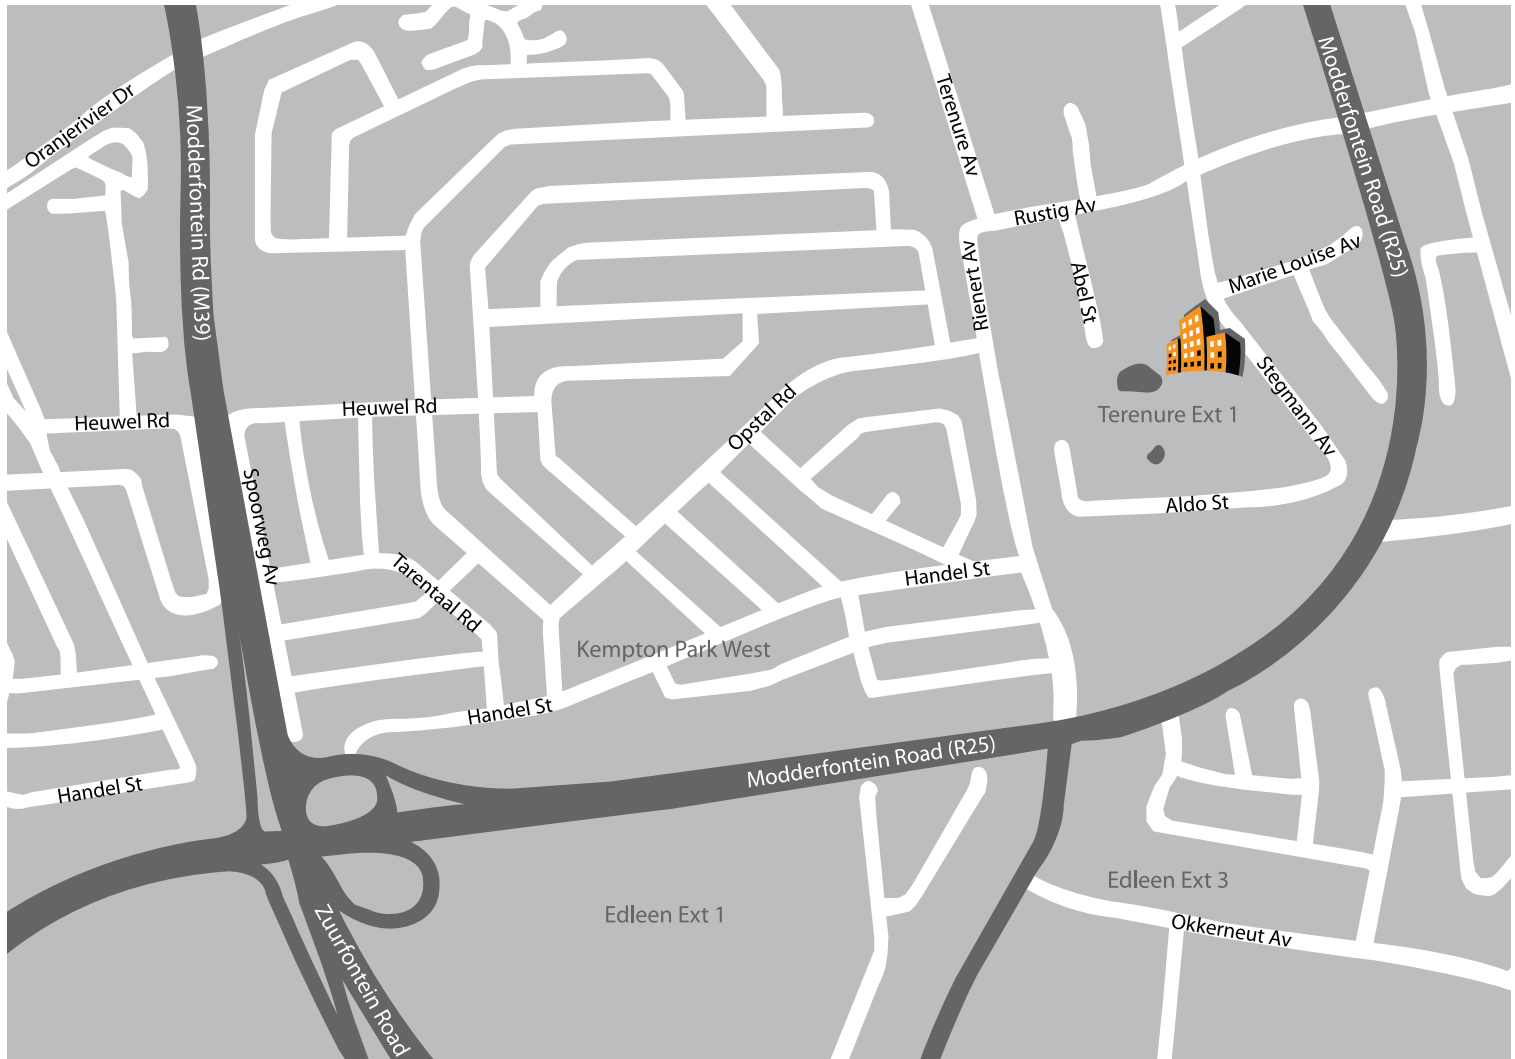 Oranjerivier Dr
Modderfontein Rd (M39)
Terenure Av
Modderfontein Road (R25)
Rustig Av
Rienert Av
Abel St
Marie Louise Av
Stegmann Av
Terenure Ext 1
Aldo St
Heuwel Rd
Heuwel Rd
Opstal Rd
Spoorweg Av
Tarentaal Rd
Handel St
Kempton Park West
Handel St
Modderfontein Road (R25)
Handel St
Edleen Ext 1
Edleen Ext 3
Okkerneut Av
Zuurfontein Road